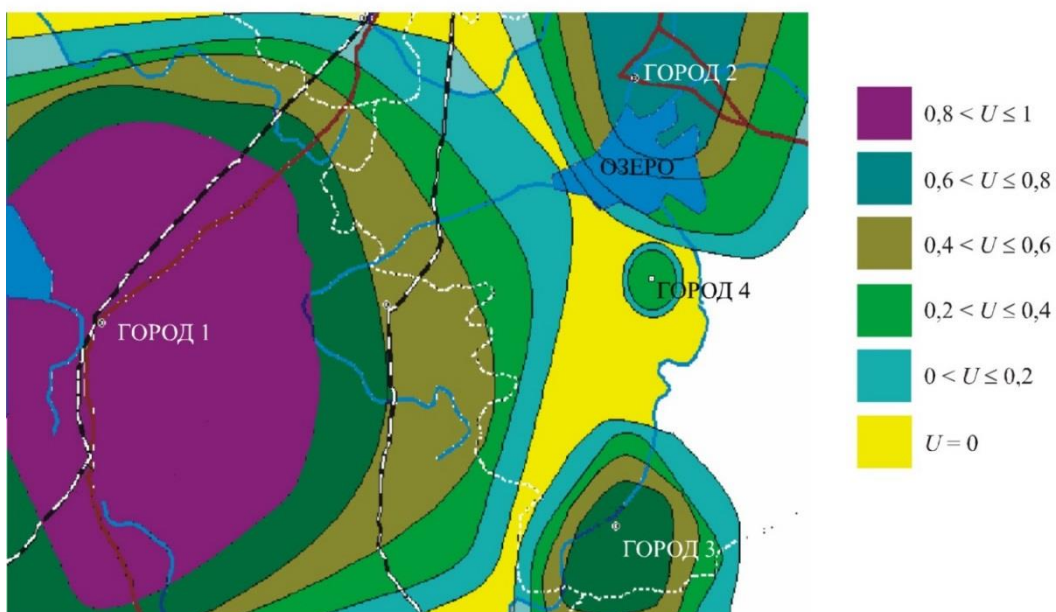 ГОРОД 2
ОЗЕРО
ГОРОД 4
ГОРОД 1
ГОРОД 3
0,8 < U ≤ 1
0,6 < U ≤ 0,8
0,4 < U ≤ 0,6
0,2 < U ≤ 0,4
0 < U ≤ 0,2
U = 0